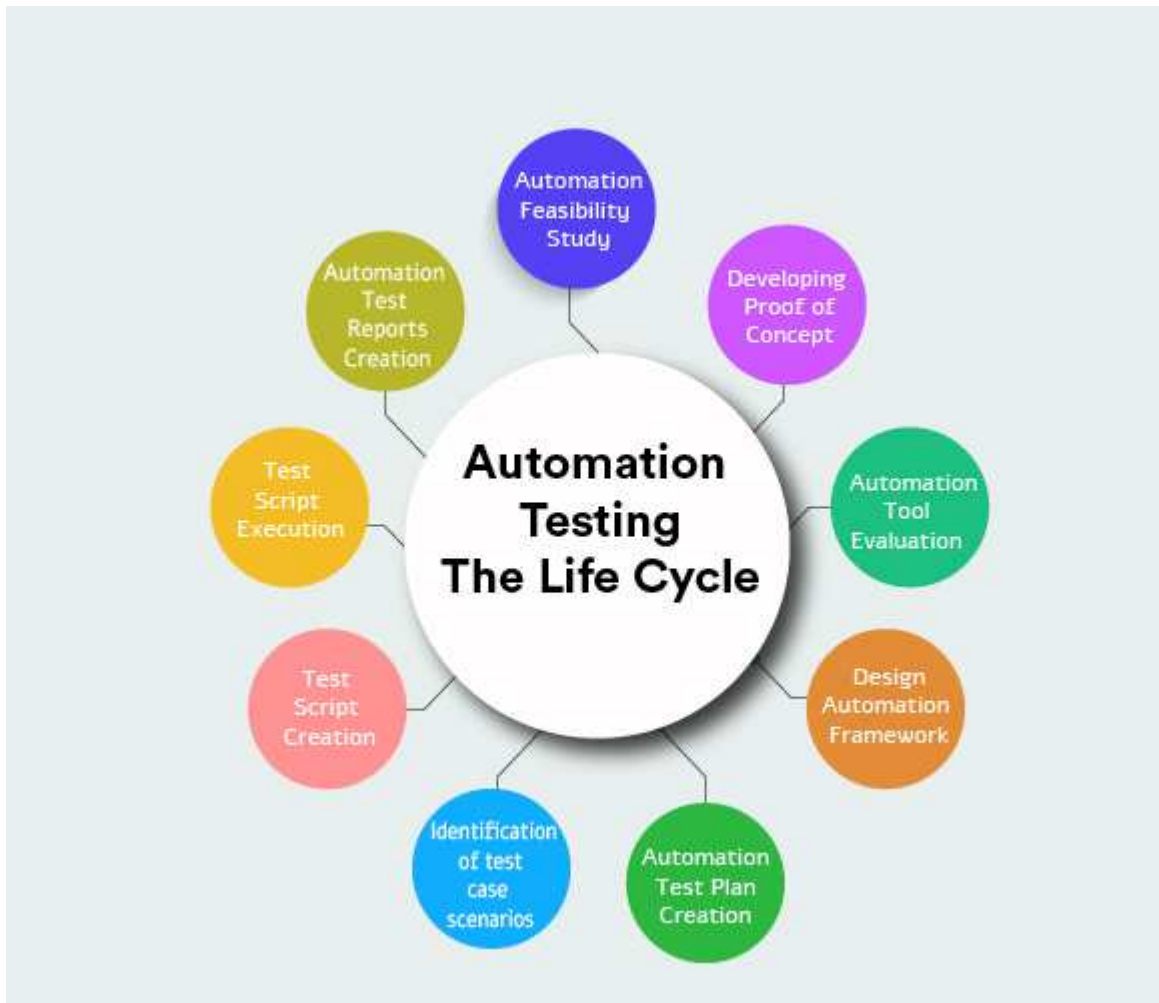 Automation
Feasibility
Study
Developing
Proof of
Concept
Automation
Tool
Evaluation
Design
Automation
Framework
Automation
Test Plan
Creation
Identification
of test
case
scenarios
Test
Script
Creation
Test
Script
Execution
Automation
Test
Reports
Creation
Automation
Testing
The Life Cycle